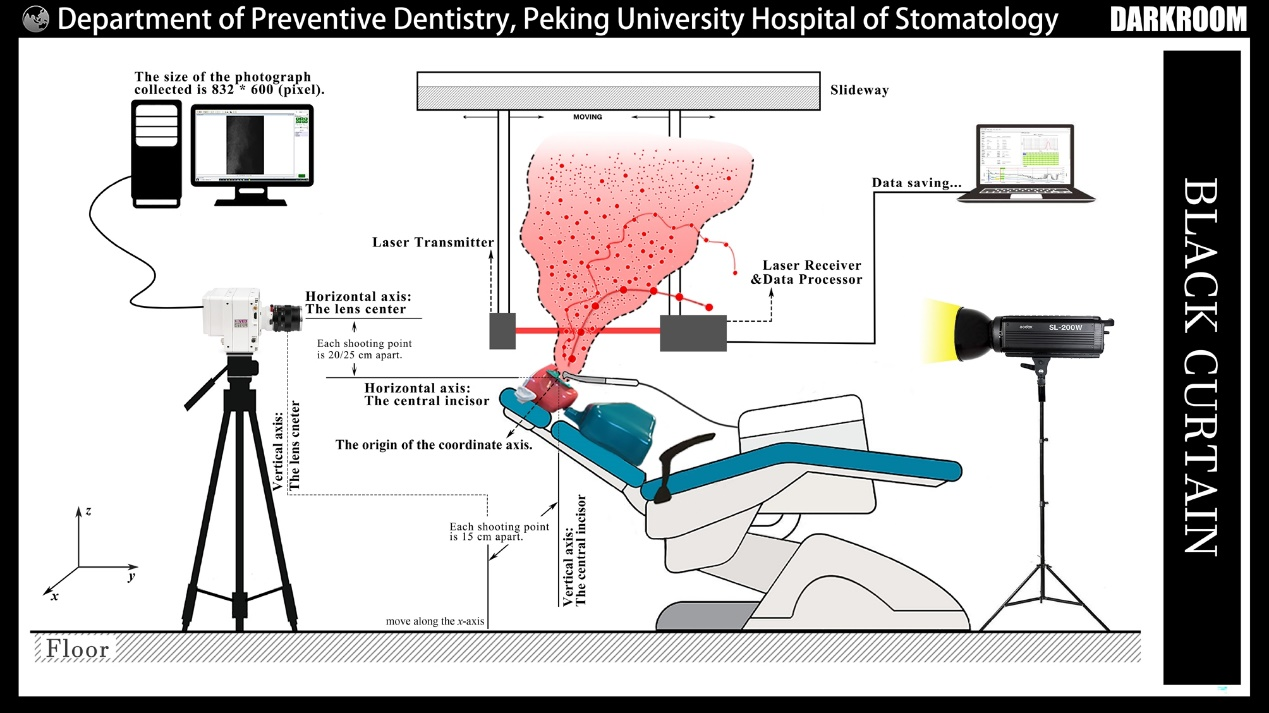 Department of Preventive Dentistry, Peking University Hospital of Stomatology
DARKROOM
The size of the photograph
collected is 832 * 600 (pixel).
Slideway
MOVING
Data saving...
Laser Transmitter
Laser Receiver
&Data Processor
Horizontal axis:
The lens center
Each shooting point
is 20/25 cm apart.
Horizontal axis:
The central incisor
The origin of the coordinate axis.
Vertical axis:
The lens cneter
Each shooting point
is 15 cm apart.
Vertical axis:
The central incisor
move along the x-axis
z
y
x
Floor
SL-200W
BLACK CURTAIN